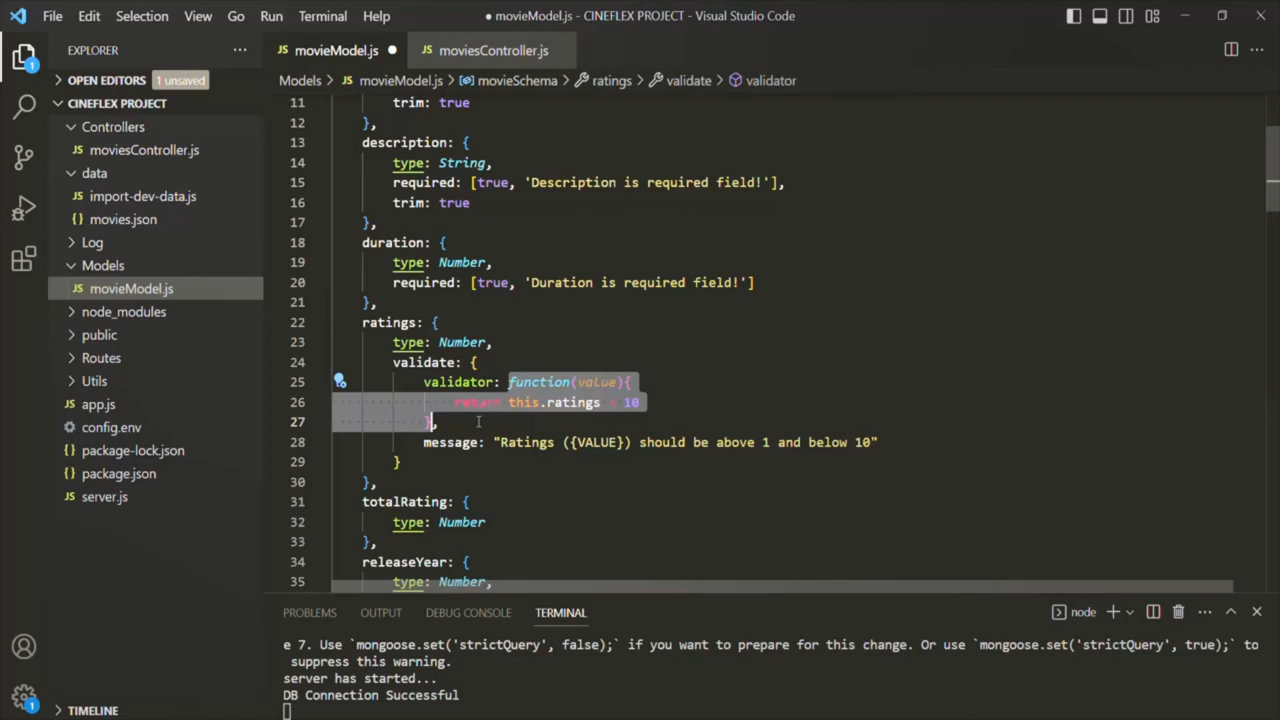 File Edit Selection View Go Run Terminal Help
● movieModel.js - CINEFLEX PROJECT - Visual Studio Code
EXPLORER
OPEN EDITORS 1 unsaved
CINEFLEX PROJECT
Controllers
JS moviesController.js
data
JS import-dev-data.js
{} movies.json
Log
Models
JS movieModel.js
node_modules
public
Routes
Utils
JS app.js
config.env
{} package-lock.json
{} package.json
JS server.js
TIMELINE
1
1
JS movieModel.js ●
JS moviesController.js
Models > JS movieModel.js > movieSchema > ratings > validate > validator
11 trim: true
12 },
13 description: {
14 type: String,
15 required: [true, 'Description is required field!'],
16 trim: true
17 },
18 duration: {
19 type: Number,
20 required: [true, 'Duration is required field!']
21 },
22 ratings: {
23 type: Number,
24 validate: {
25 validator: function(value){
26 return this.ratings < 10
27 },
28 message: "Ratings ({VALUE}) should be above 1 and below 10"
29 }
30 },
31 totalRating: {
32 type: Number
33 },
34 releaseYear: {
35 type: Number,
PROBLEMS OUTPUT DEBUG CONSOLE TERMINAL
node
e 7. Use `mongoose.set('strictQuery', false);` if you want to prepare for this change. Or use `mongoose.set('strictQuery', true);` to
suppress this warning.
server has started...
DB Connection Successful